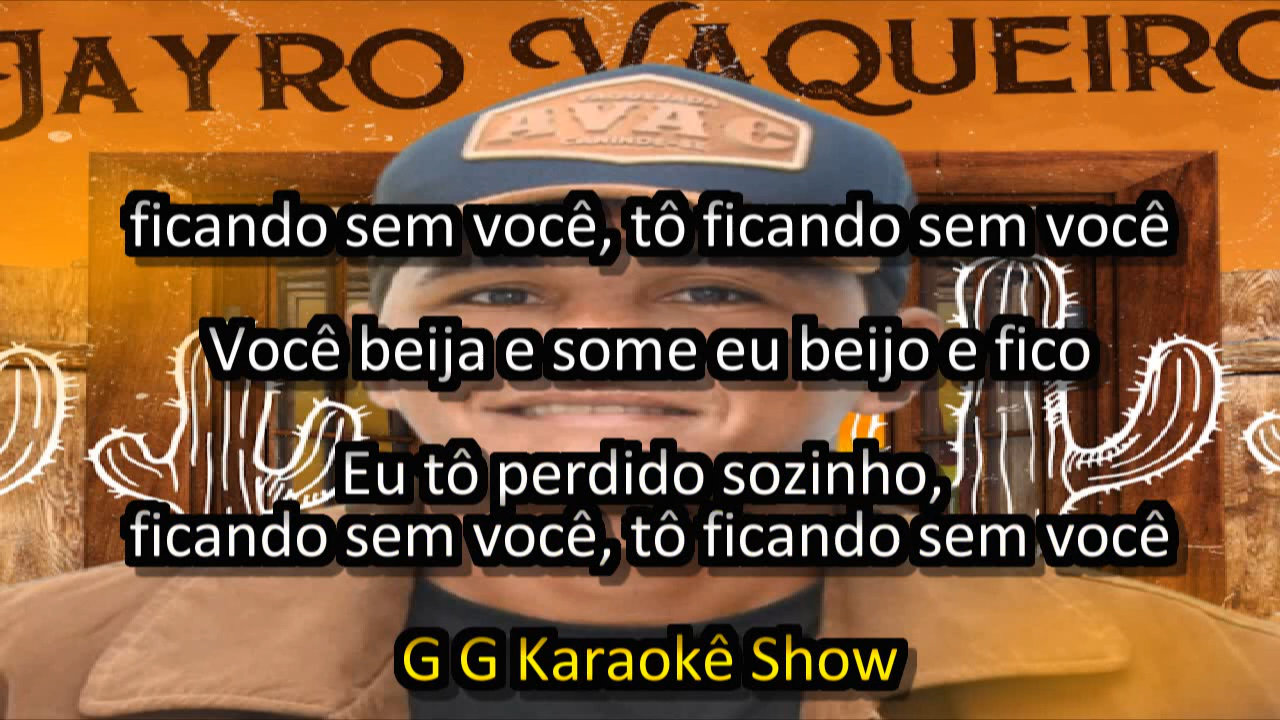 JAYRO VAQUEIRO
ficando sem você, tô ficando sem você
Você beija e some eu beijo e fico
Eu tô perdido sozinho,
ficando sem você, tô ficando sem você
G G Karaokê Show